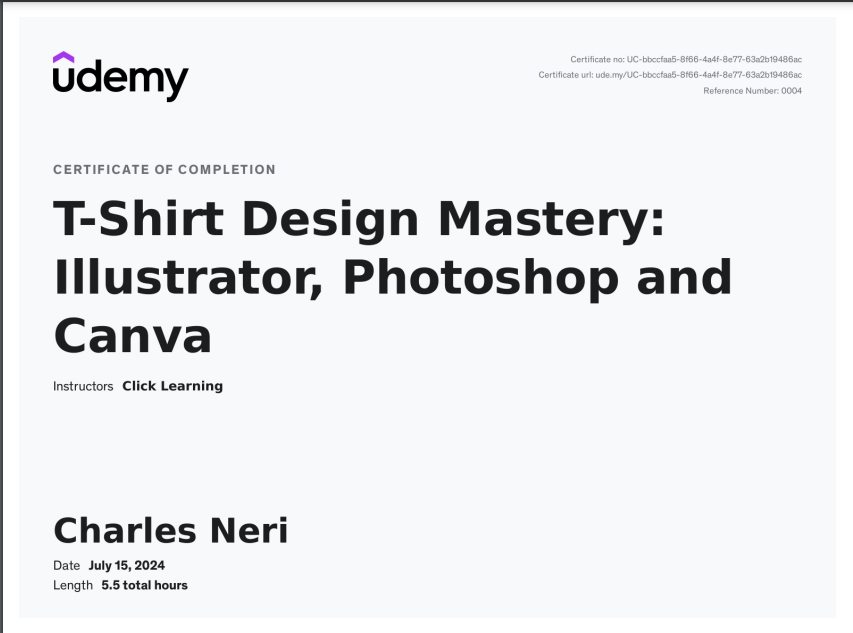 udemy
Certificate no: UC-bbccfaa5-8f66-4a4f-8e77-63a2b19486ac
Certificate url: ude.my/UC-bbccfaa5-8f66-4a4f-8e77-63a2b19486ac
Reference Number: 0004
CERTIFICATE OF COMPLETION
T-Shirt Design Mastery:
Illustrator, Photoshop and
Canva
Instructors Click Learning
Charles Neri
Date July 15, 2024
Length 5.5 total hours